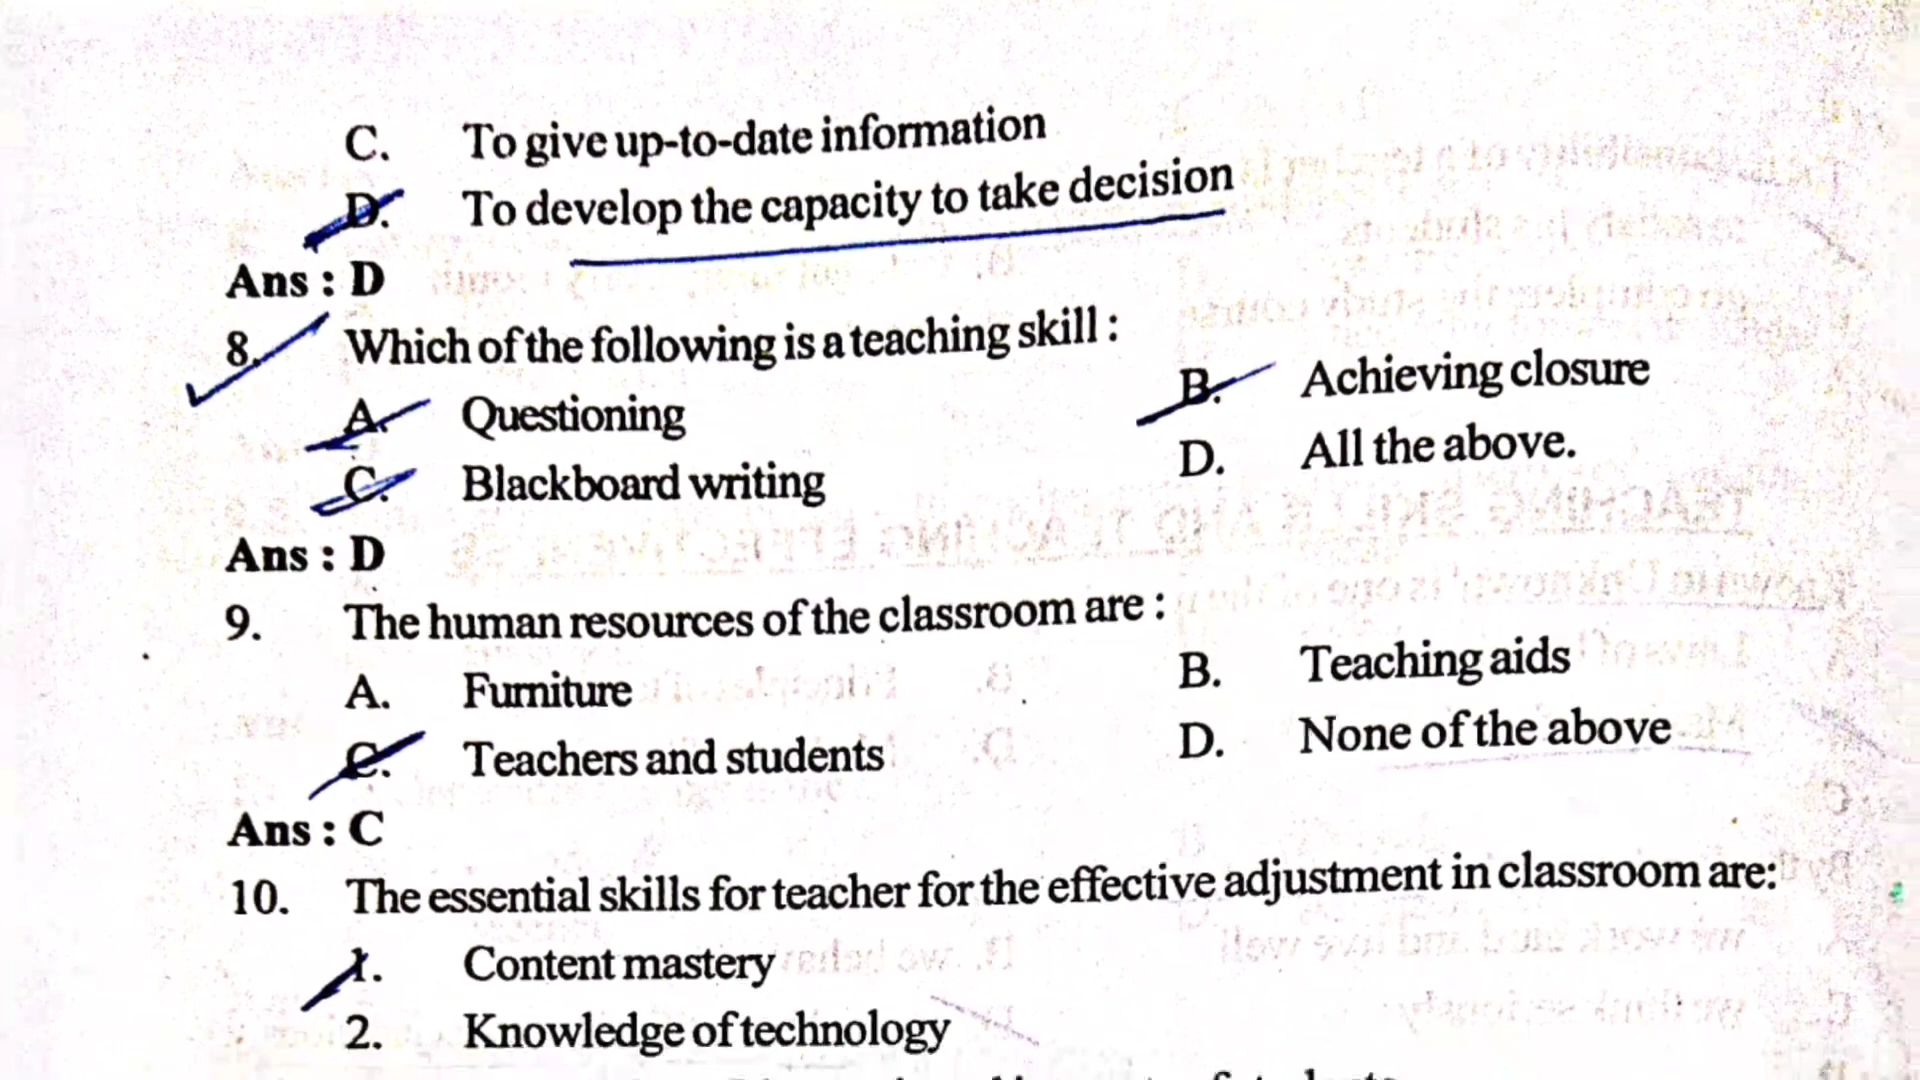 C. To give up-to-date information
D. To develop the capacity to take decision
Ans : D
8. Which of the following is a teaching skill :
A. Questioning B. Achieving closure
C. Blackboard writing D. All the above.
Ans : D
9. The human resources of the classroom are :
A. Furniture B. Teaching aids
C. Teachers and students D. None of the above
Ans : C
10. The essential skills for teacher for the effective adjustment in classroom are:
1. Content mastery
2. Knowledge of technology